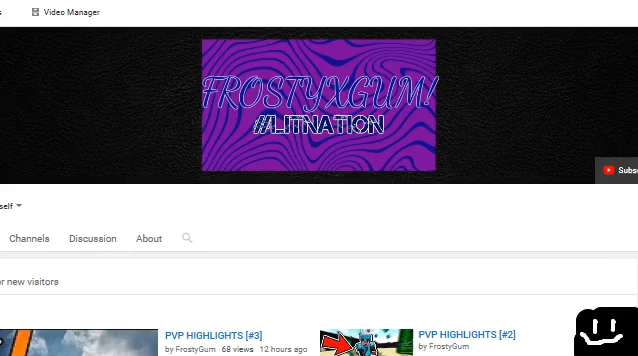 Video Manager
FROSTYXGUM!
#LITNATION
self
Channels Discussion About
new visitors
PVP HIGHLIGHTS [#3]
by FrostyGum 68 views 12 hours ago
PVP HIGHLIGHTS [#2]
by FrostyGum